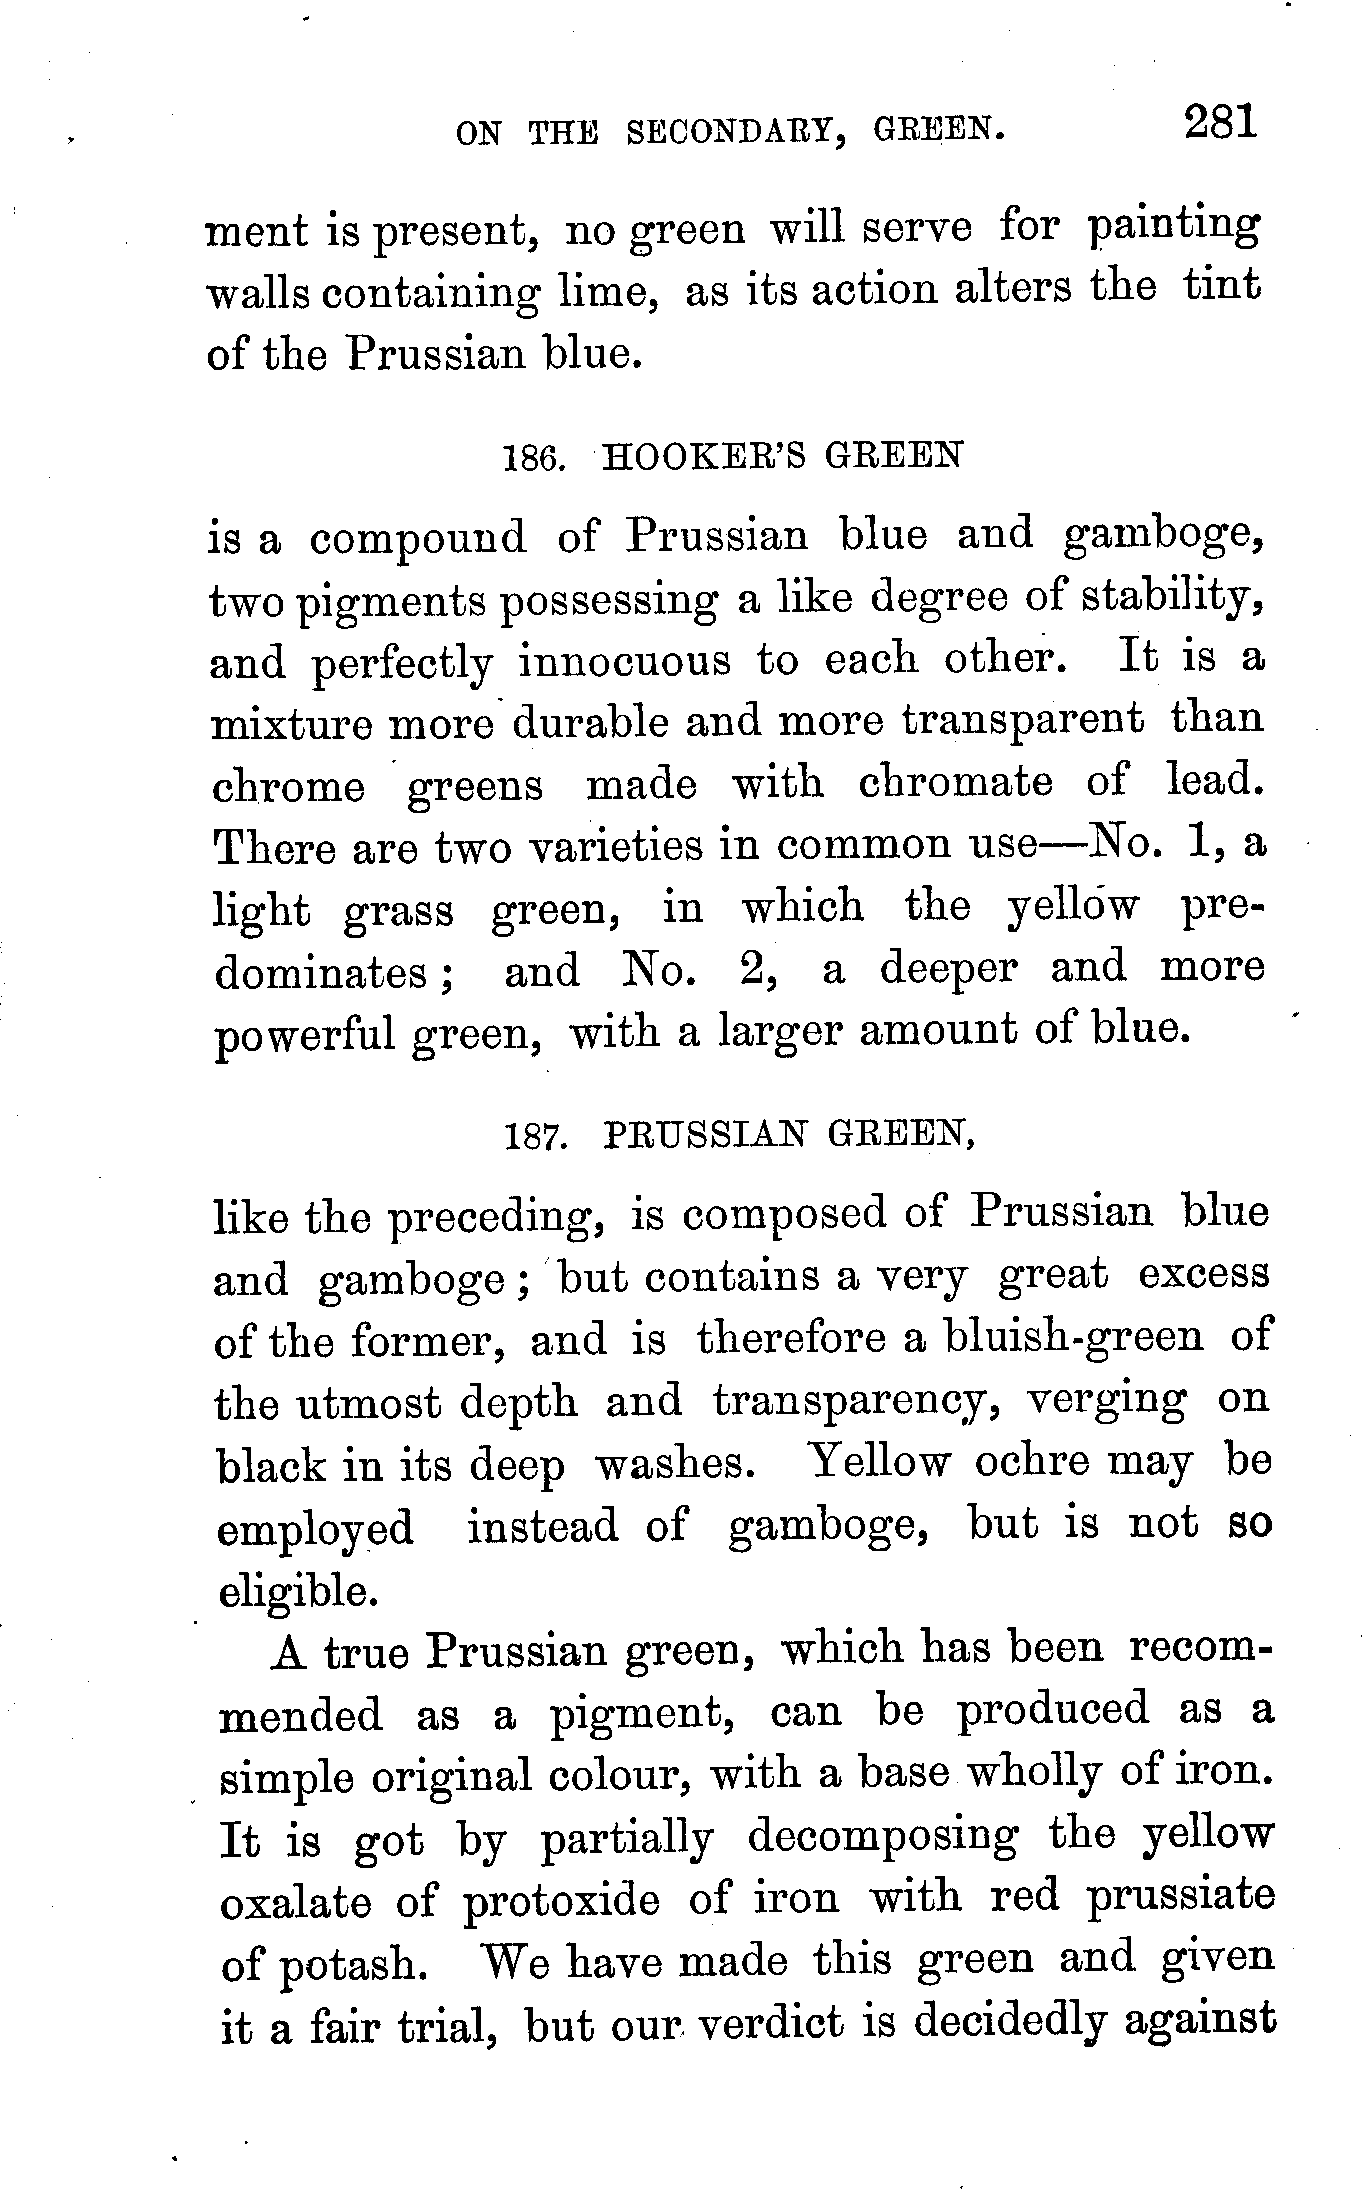 ON THE SECONDARY, GREEN. 281
ment is present, no green will serve for painting
walls containing lime, as its action alters the tint
of the Prussian blue.
186. HOOKER'S GREEN
is a compound of Prussian blue and gamboge,
two pigments possessing a like degree of stability,
and perfectly innocuous to each other. It is a
mixture more durable and more transparent than
chrome greens made with chromate of lead.
There are two varieties in common use—No. 1, a
light grass green, in which the yellow pre-
dominates ; and No. 2, a deeper and more
powerful green, with a larger amount of blue.
187. PRUSSIAN GREEN,
like the preceding, is composed of Prussian blue
and gamboge ; but contains a very great excess
of the former, and is therefore a bluish-green of
the utmost depth and transparency, verging on
black in its deep washes. Yellow ochre may be
employed instead of gamboge, but is not so
eligible.
A true Prussian green, which has been recom-
mended as a pigment, can be produced as a
simple original colour, with a base wholly of iron.
It is got by partially decomposing the yellow
oxalate of protoxide of iron with red prussiate
of potash. We have made this green and given
it a fair trial, but our verdict is decidedly against